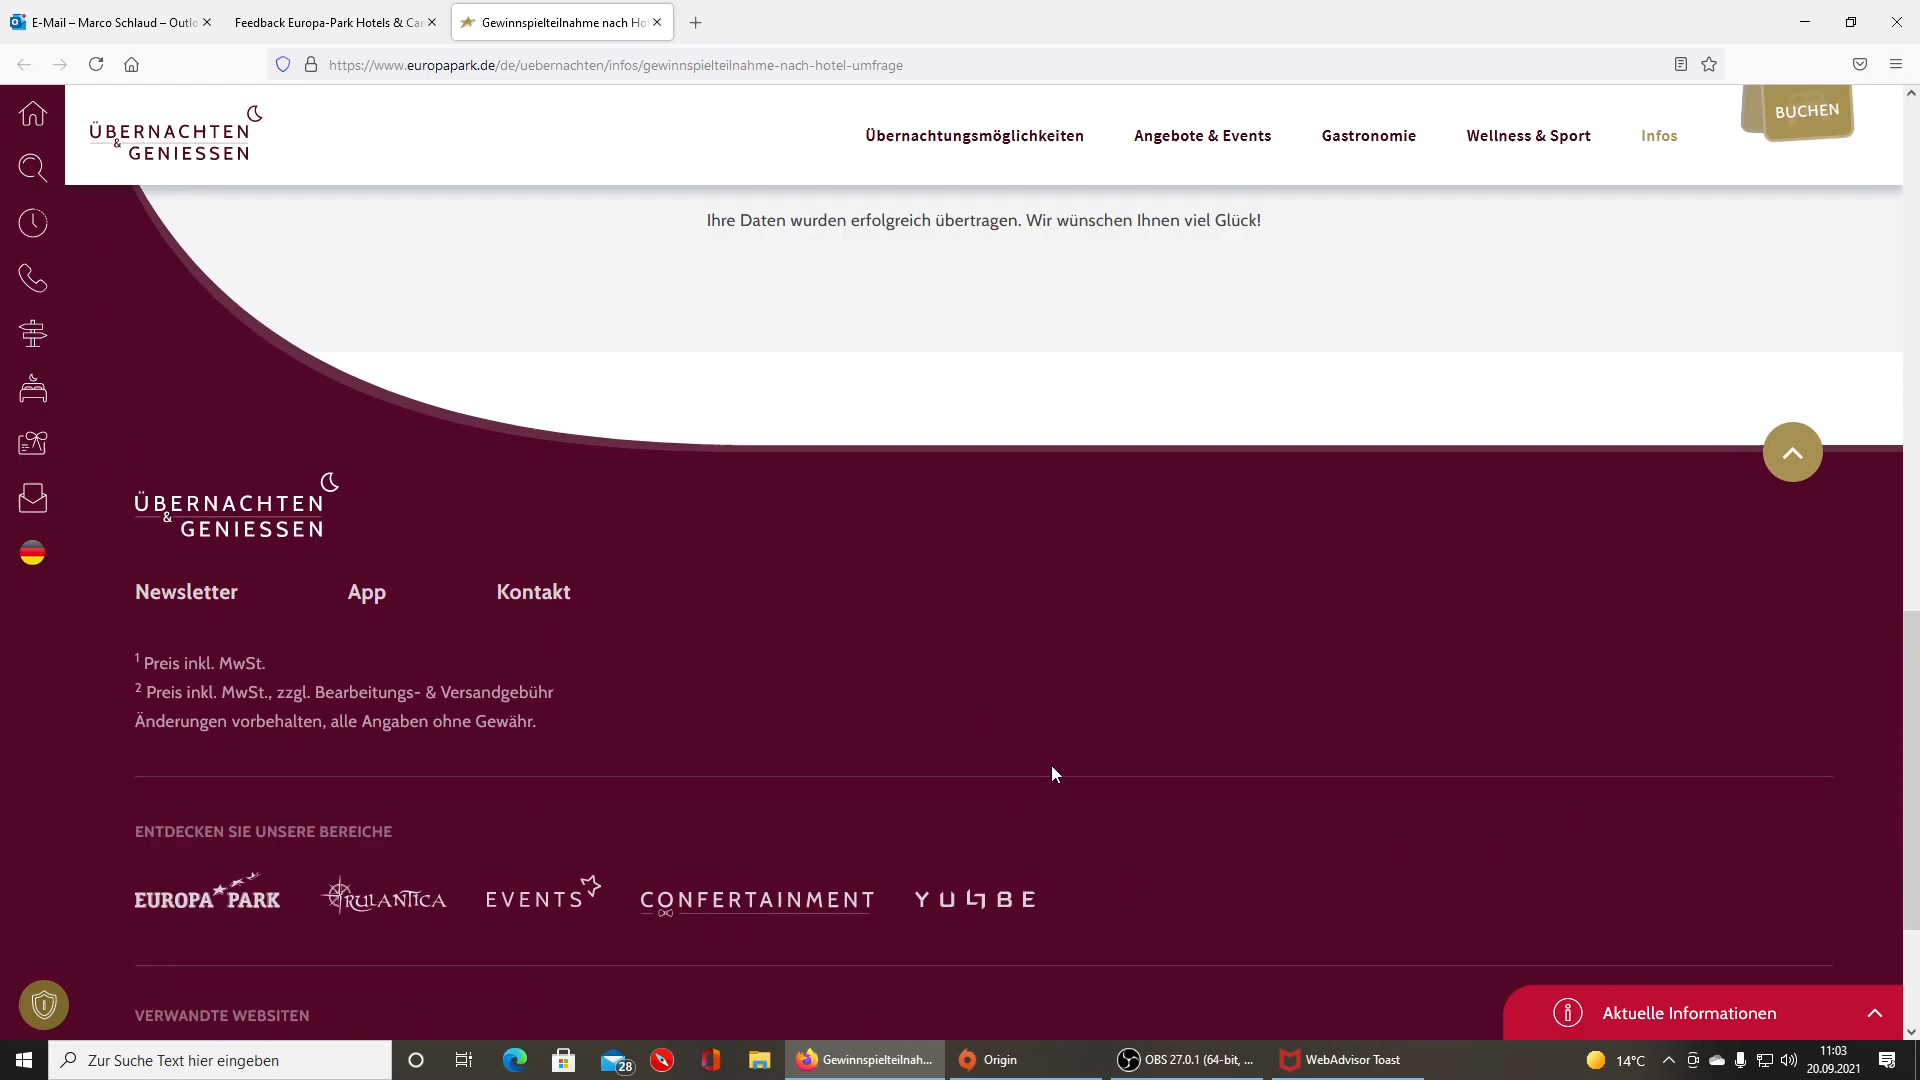 E-Mail – Marco Schlaud – Outlo
Feedback Europa-Park Hotels & Car
Gewinnspielteilnahme nach Hot
https://www.europapark.de/de/uebernachten/infos/gewinnspielteilnahme-nach-hotel-umfrage
ÜBERNACHTEN
& GENIESSEN
Übernachtungsmöglichkeiten
Angebote & Events
Gastronomie
Wellness & Sport
Infos
BUCHEN
Ihre Daten wurden erfolgreich übertragen. Wir wünschen Ihnen viel Glück!
ÜBERNACHTEN
& GENIESSEN
Newsletter
App
Kontakt
1 Preis inkl. MwSt.
2 Preis inkl. MwSt., zzgl. Bearbeitungs- & Versandgebühr
Änderungen vorbehalten, alle Angaben ohne Gewähr.
ENTDECKEN SIE UNSERE BEREICHE
EUROPA PARK
RULANTICA
EVENTS
CONFERTAINMENT
YULLBE
VERWANDTE WEBSITEN
Aktuelle Informationen
Zur Suche Text hier eingeben
28
Gewinnspielteilnah...
Origin
OBS 27.0.1 (64-bit, ...
WebAdvisor Toast
14°C
11:03
20.09.2021